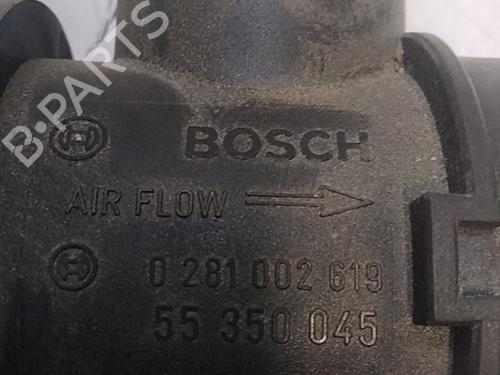 B-PARTS
BOSCH
AIR FLOW
0 281 002 619
55 350 045